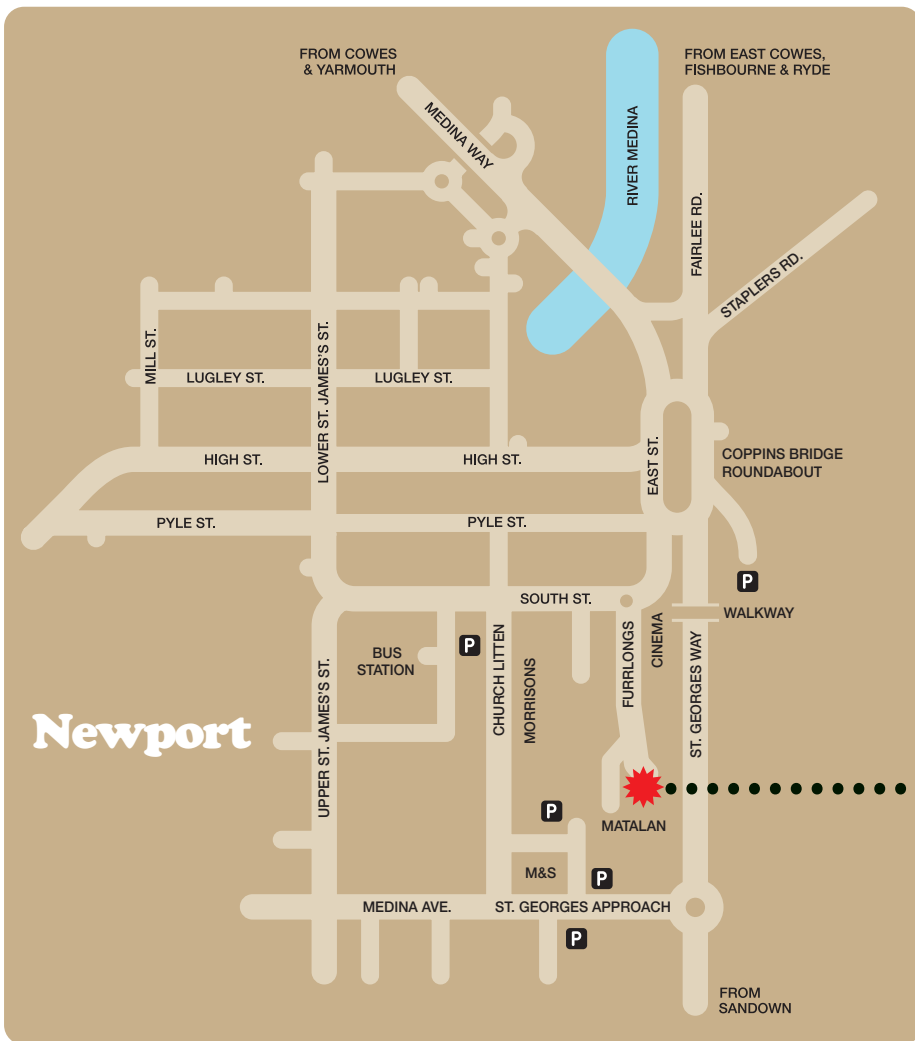 FROM COWES
& YARMOUTH
FROM EAST COWES,
FISHBOURNE & RYDE
MEDINA WAY
RIVER MEDINA
FAIRLEE RD.
STAPLERS RD.
MILL ST.
LOWER ST. JAMES'S ST.
LUGLEY ST.
LUGLEY ST.
HIGH ST.
HIGH ST.
EAST ST.
COPPINS BRIDGE
ROUNDABOUT
PYLE ST.
PYLE ST.
P
SOUTH ST.
WALKWAY
BUS
STATION
P
CHURCH LITTEN
MORRISONS
FURRLONGS
CINEMA
ST. GEORGES WAY
UPPER ST. JAMES'S ST.
Newport
P
MATALAN
M&S
P
MEDINA AVE.
ST. GEORGES APPROACH
P
FROM
SANDOWN